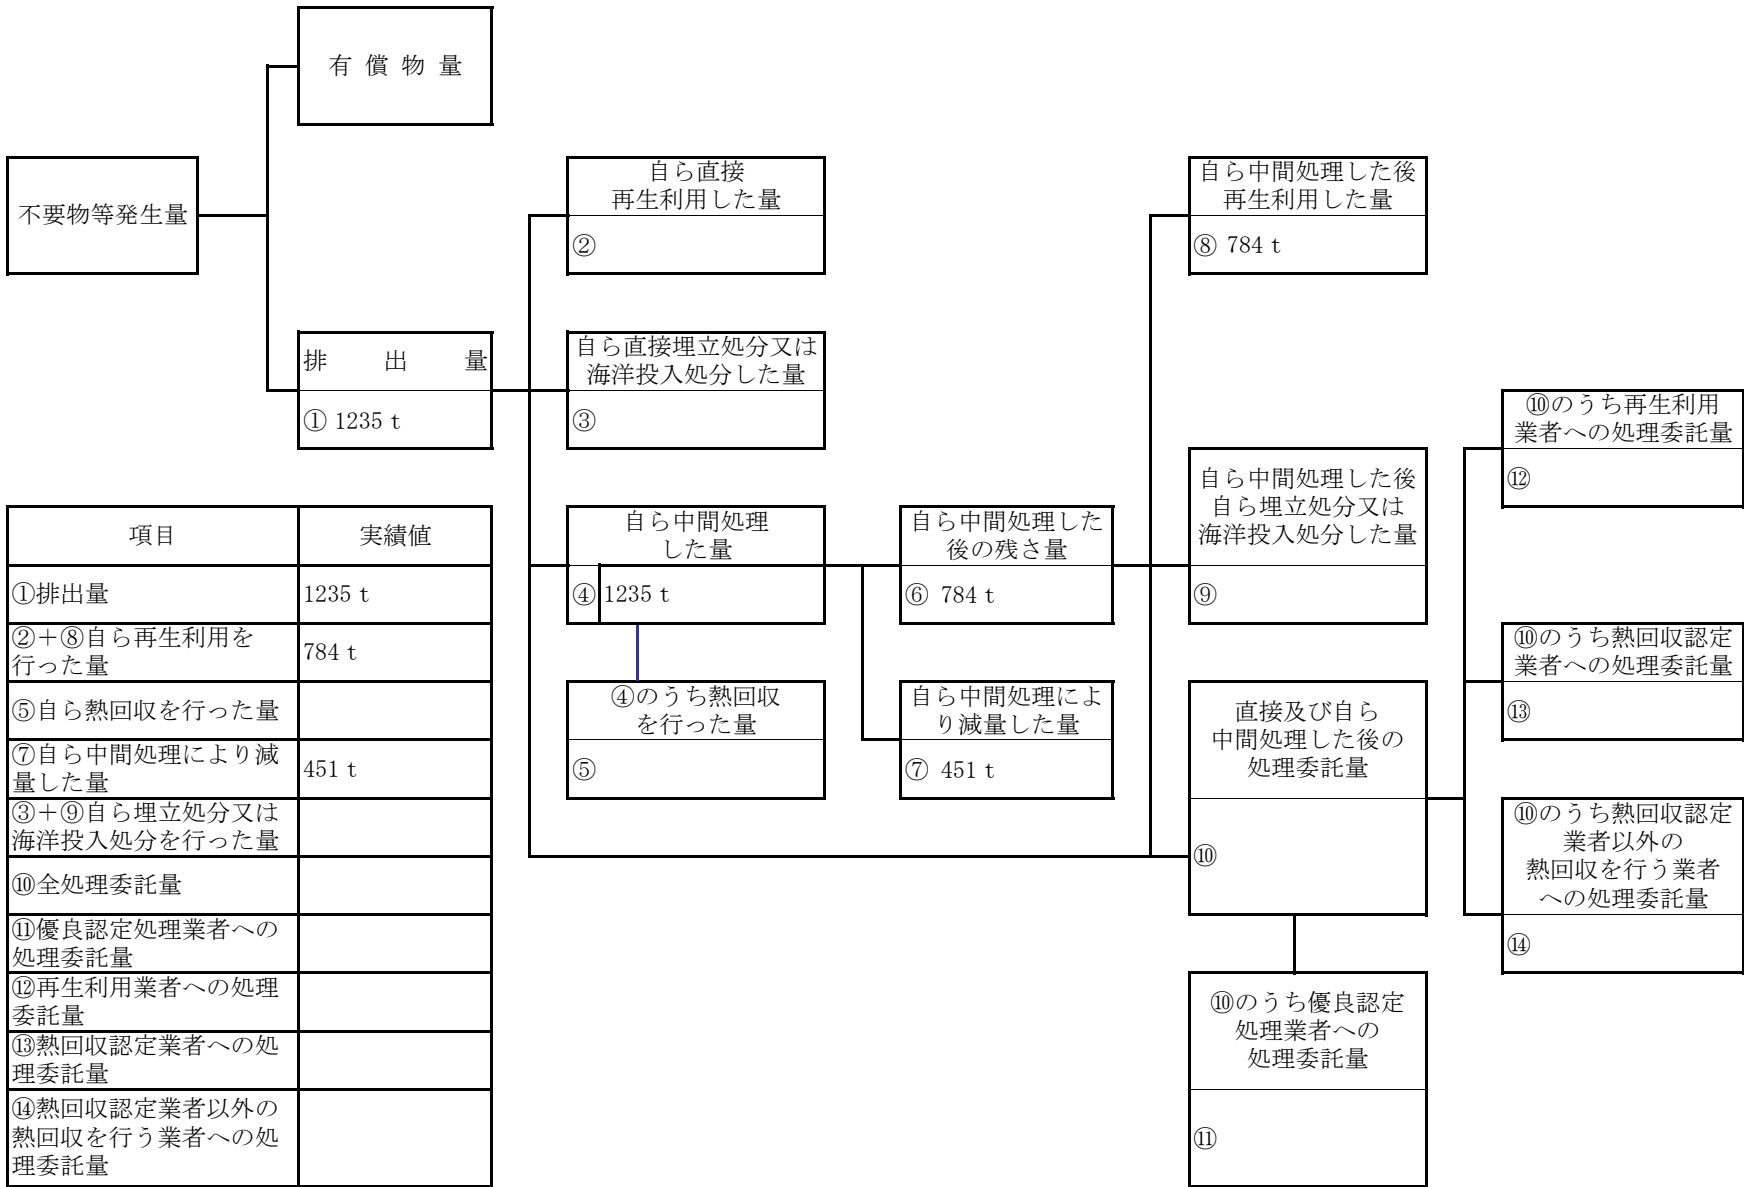 有 償 物 量
不要物等発生量
自ら直接
再生利用した量
②
自ら中間処理した後
再生利用した量
⑧ 784 t
排 出 量
① 1235 t
自ら直接埋立処分又は
海洋投入処分した量
③
⑩のうち再生利用
業者への処理委託量
⑫
自ら中間処理した後
自ら埋立処分又は
海洋投入処分した量
⑨
自ら中間処理
した量
④ 1235 t
自ら中間処理した
後の残さ量
⑥ 784 t
⑩のうち熱回収認定
業者への処理委託量
⑬
④のうち熱回収
を行った量
⑤
自ら中間処理によ
り減量した量
⑦ 451 t
直接及び自ら
中間処理した後の
処理委託量
⑩
⑩のうち熱回収認定
業者以外の
熱回収を行う業者
への処理委託量
⑭
⑩のうち優良認定
処理業者への
処理委託量
⑪
項目 実績値
①排出量 1235 t
②+⑧自ら再生利用を
行った量 784 t
⑤自ら熱回収を行った量
⑦自ら中間処理により減
量した量 451 t
③+⑨自ら埋立処分又は
海洋投入処分を行った量
⑩全処理委託量
⑪優良認定処理業者への
処理委託量
⑫再生利用業者への処理
委託量
⑬熱回収認定業者への処
理委託量
⑭熱回収認定業者以外の
熱回収を行う業者への処
理委託量